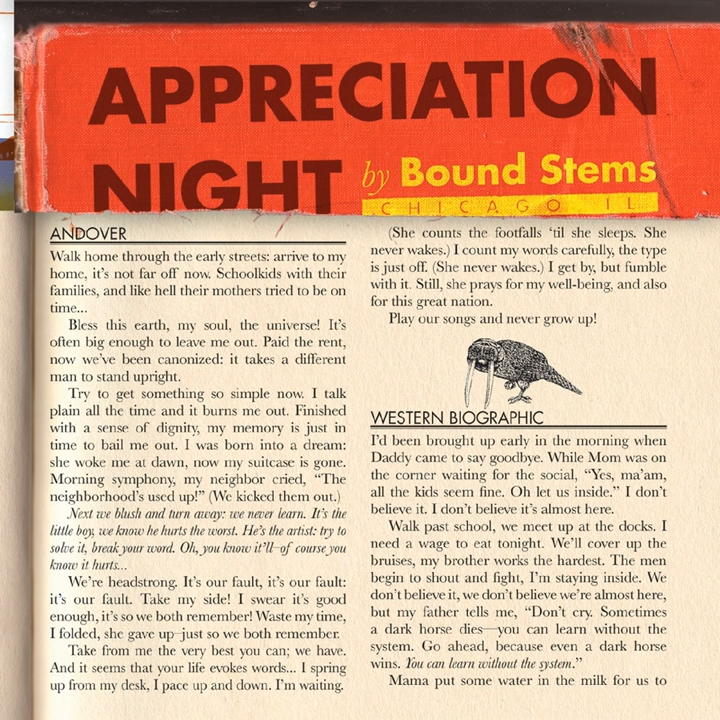 APPRECIATION
NIGHT by Bound Stems
CHICAGO IL
ANDOVER
Walk home through the early streets: arrive to my
home, it's not far off now. Schoolkids with their
families, and like hell their mothers tried to be on
time...
Bless this earth, my soul, the universe! It's
often big enough to leave me out. Paid the rent,
now we've been canonized: it takes a different
man to stand upright.
Try to get something so simple now. I talk
plain all the time and it burns me out. Finished
with a sense of dignity, my memory is just in
time to bail me out. I was born into a dream:
she woke me at dawn, now my suitcase is gone.
Morning symphony, my neighbor cried, “The
neighborhood's used up!” (We kicked them out.)
Next we blush and turn away: we never learn. It's the
little boy, we know he hurts the worst. He's the artist: try to
solve it, break your word. Oh, you know it'll–of course you
know it hurts...
We're headstrong. It's our fault, it's our fault:
it's our fault. Take my side! I swear it's good
enough, it's so we both remember! Waste my time,
I folded, she gave up–just so we both remember.
Take from me the very best you can; we have.
And it seems that your life evokes words... I spring
up from my desk, I pace up and down. I'm waiting.
(She counts the footfalls ‘til she sleeps. She
never wakes.) I count my words carefully, the type
is just off. (She never wakes.) I get by, but fumble
with it. Still, she prays for my well-being, and also
for this great nation.
Play our songs and never grow up!
WESTERN BIOGRAPHIC
I'd been brought up early in the morning when
Daddy came to say goodbye. While Mom was on
the corner waiting for the social, “Yes, ma'am,
all the kids seem fine. Oh let us inside.” I don't
believe it. I don't believe it's almost here.
Walk past school, we meet up at the docks. I
need a wage to eat tonight. We'll cover up the
bruises, my brother works the hardest. The men
begin to shout and fight, I'm staying inside. We
don't believe it, we don't believe we're almost here,
but my father tells me, “Don't cry. Sometimes
a dark horse dies—you can learn without the
system. Go ahead, because even a dark horse
wins. You can learn without the system.”
Mama put some water in the milk for us to